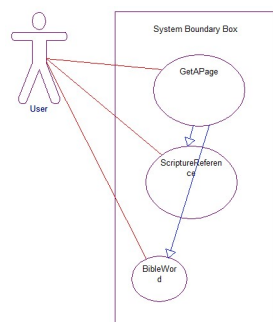 System Boundary Box
GetAPage
User
ScriptureReferen
ce
BibleWor
d